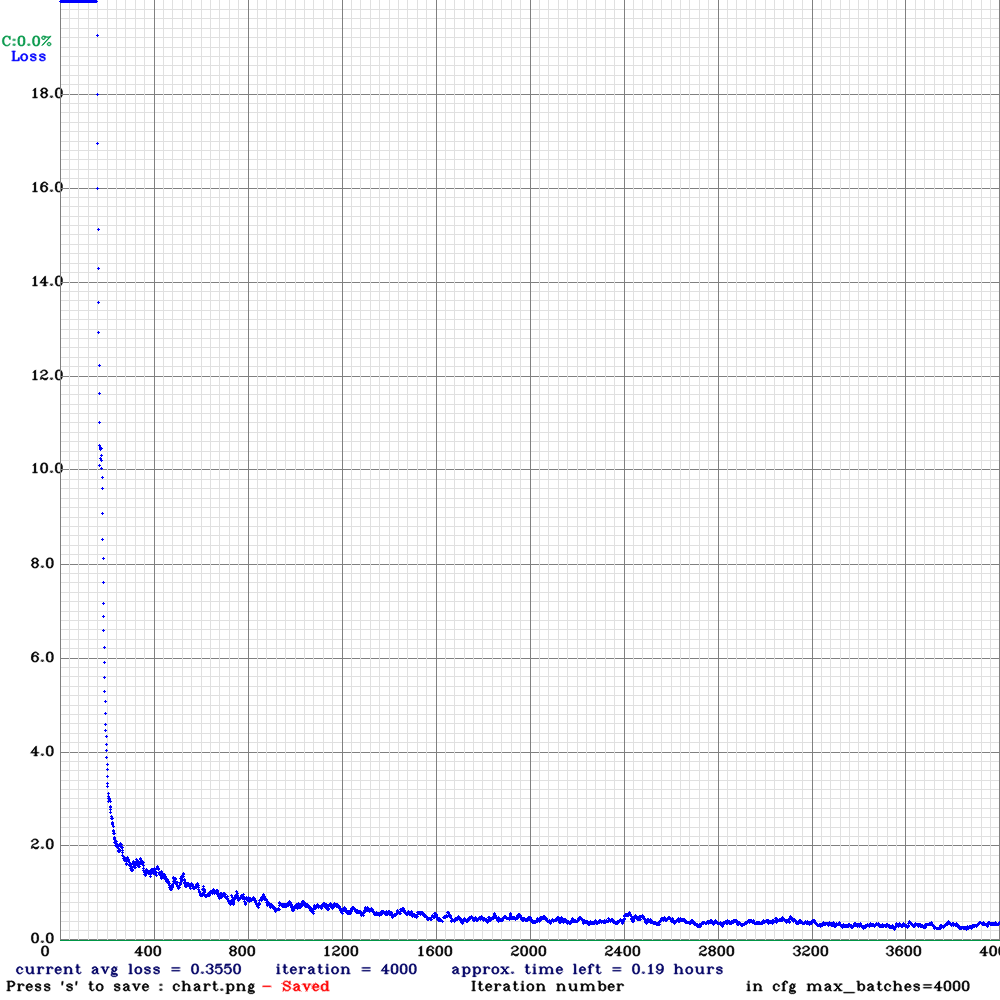 C:0.0%
Loss
18.0
16.0
14.0
12.0
10.0
8.0
6.0
4.0
2.0
0.0
0 400 800 1200 1600 2000 2400 2800 3200 3600 400
current avg loss = 0.3550 iteration = 4000 approx. time left = 0.19 hours
Press 's' to save : chart.png - Saved Iteration number in cfg max_batches=4000